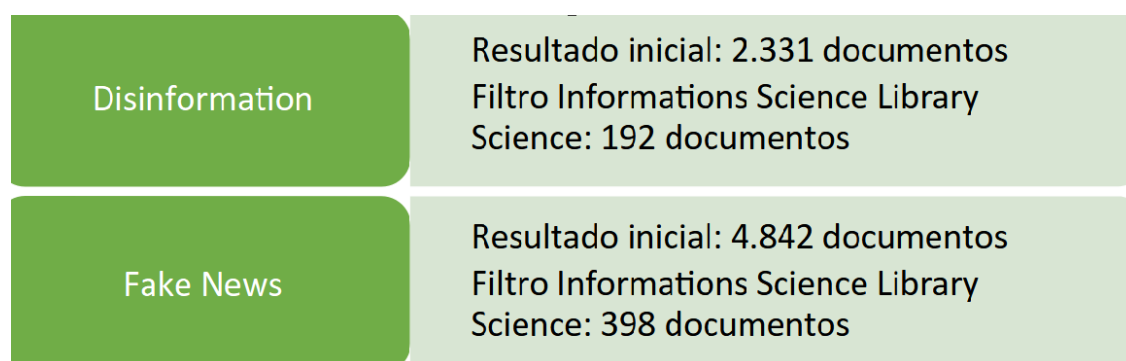 Disinformation
Resultado inicial: 2.331 documentos
Filtro Informations Science Library
Science: 192 documentos
Fake News
Resultado inicial: 4.842 documentos
Filtro Informations Science Library
Science: 398 documentos